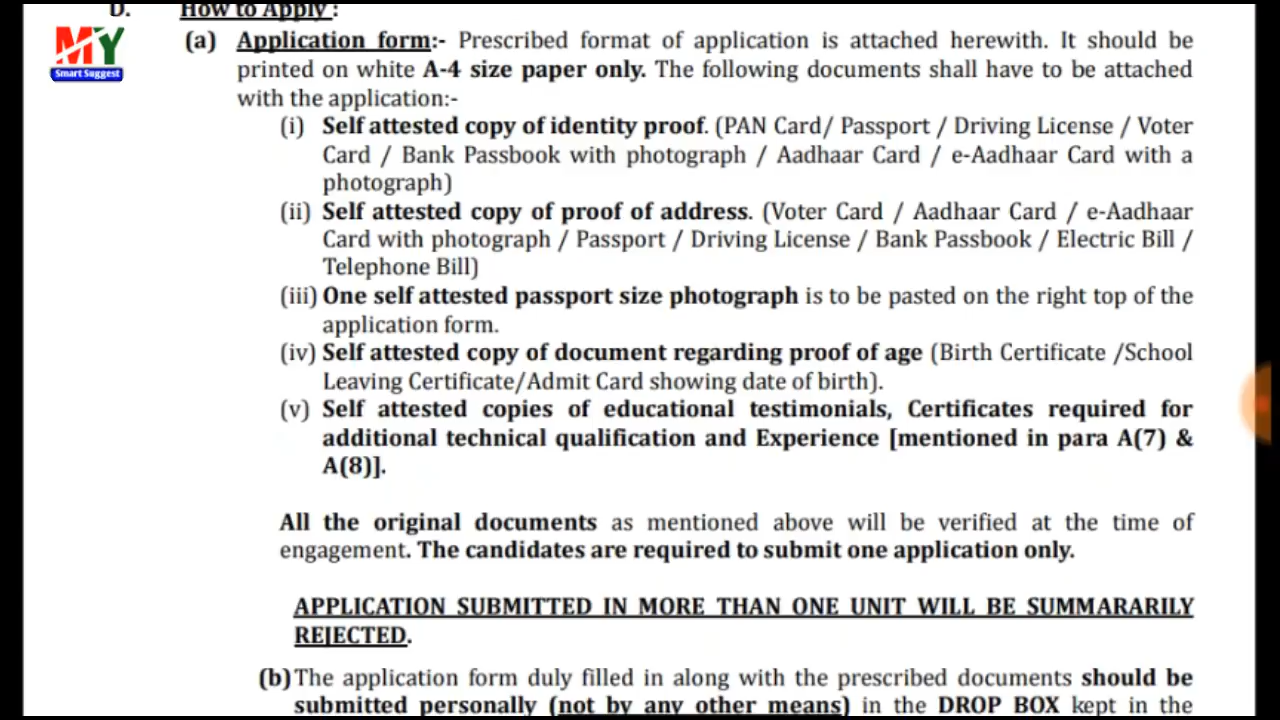 D. How to Apply :
MY
Smart Suggest
(a) Application form:- Prescribed format of application is attached herewith. It should be
printed on white A-4 size paper only. The following documents shall have to be attached
with the application:-
(i) Self attested copy of identity proof. (PAN Card/ Passport / Driving License / Voter
Card / Bank Passbook with photograph / Aadhaar Card / e-Aadhaar Card with a
photograph)
(ii) Self attested copy of proof of address. (Voter Card / Aadhaar Card / e-Aadhaar
Card with photograph / Passport / Driving License / Bank Passbook / Electric Bill /
Telephone Bill)
(iii) One self attested passport size photograph is to be pasted on the right top of the
application form.
(iv) Self attested copy of document regarding proof of age (Birth Certificate /School
Leaving Certificate/Admit Card showing date of birth).
(v) Self attested copies of educational testimonials, Certificates required for
additional technical qualification and Experience [mentioned in para A(7) &
A(8)].
All the original documents as mentioned above will be verified at the time of
engagement. The candidates are required to submit one application only.
APPLICATION SUBMITTED IN MORE THAN ONE UNIT WILL BE SUMMARARILY
REJECTED.
(b) The application form duly filled in along with the prescribed documents should be
submitted personally (not by any other means) in the DROP BOX kept in the